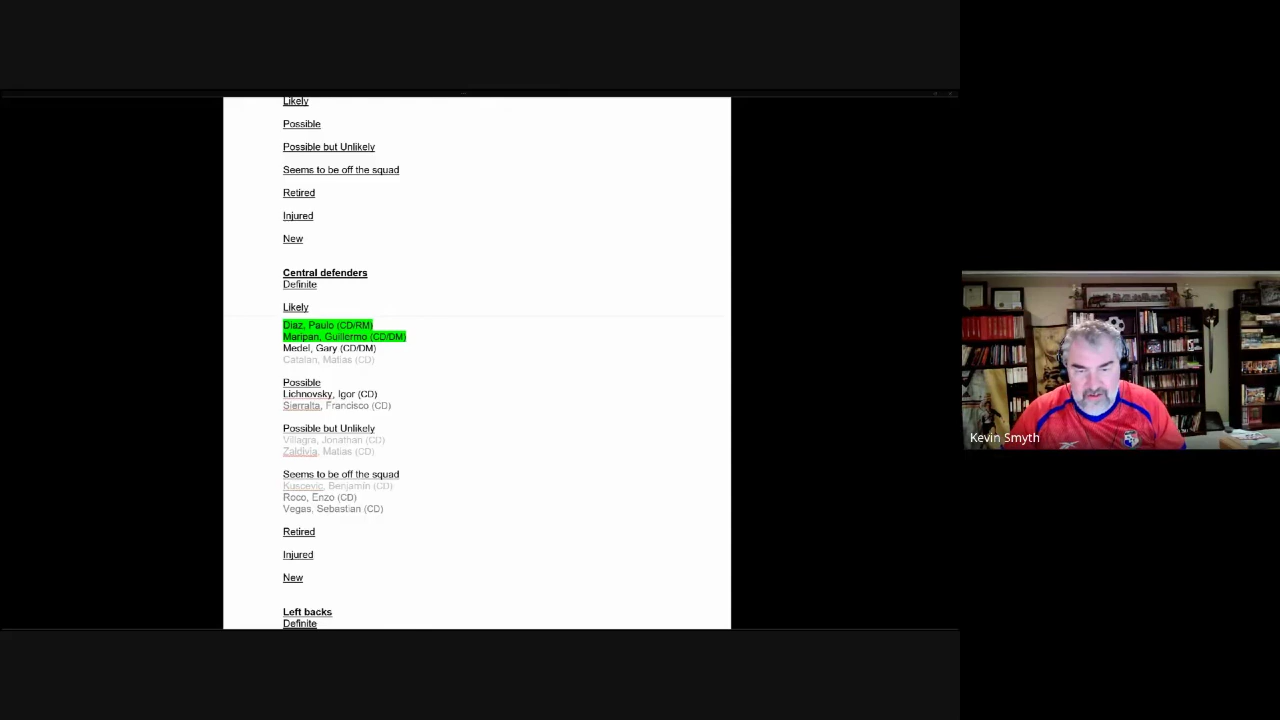 Likely
Possible
Possible but Unlikely
Seems to be off the squad
Retired
Injured
New
Central defenders
Definite
Likely
Diaz, Paulo (CD/RM)
Maripan, Guillermo (CD/DM)
Medel, Gary (CD/DM)
Catalan, Matias (CD)
Possible
Lichnovsky, Igor (CD)
Sierralta, Francisco (CD)
Possible but Unlikely
Villagra, Jonathan (CD)
Zaldivia, Matias (CD)
Seems to be off the squad
Kuscevic, Benjamin (CD)
Roco, Enzo (CD)
Vegas, Sebastian (CD)
Retired
Injured
New
Left backs
Definite
Kevin Smyth